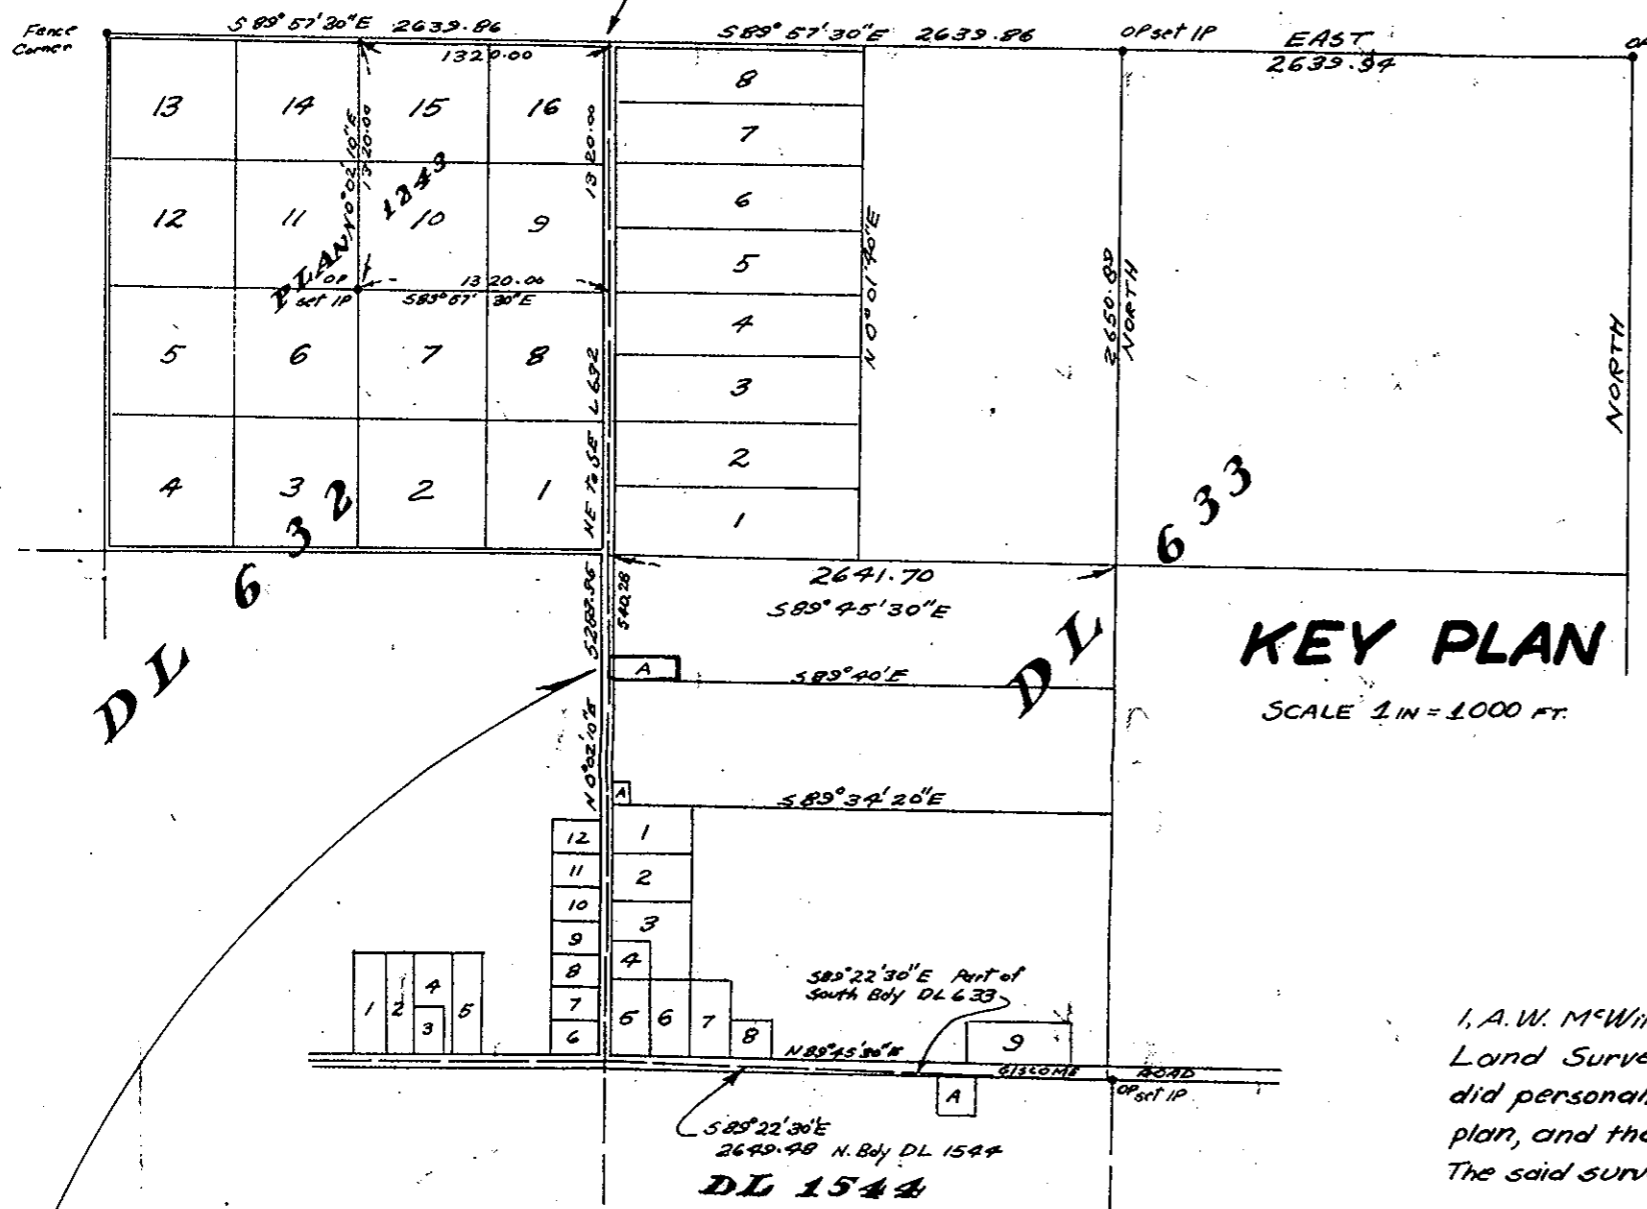 Fence
Corner
S 89° 57' 30" E 2639.86
S 89° 57' 30" E 2639.86
OP set IP
EAST
2639.94
1320.00
13 14 15 16
12 11 10 9
5 6 7 8
4 3 2 1
N 0° 02' 10" E
1320.00
1320.00
PLAN 1243
OP
set IP
1320.00
S 89° 57' 30" E
NE To SE L 632
8
7
6
5
4
3
2
1
N 0° 01' 40" E
2650.89
NORTH
NORTH
DL 632
DL 633
2641.70
S 89° 45' 30" E
5288.86
N 0° 02' 10" E
540.28
A
S 89° 40' E
KEY PLAN
SCALE 1 IN = 1000 FT.
A
S 89° 34' 20" E
12
11
10
9
8
7
6
1
2
3
4
5 6 7 8
1 2 4 5
3
S 89° 22' 30" E Part of
South Bdy DL 633
9
N 89° 45' 30" E
GISCOME ROAD
A
OP set IP
S 89° 22' 30" E
2649.48 N. Bdy DL 1544
DL 1544
I, A.W. McWil
Land Surve
did personal
plan, and tha
The said surv